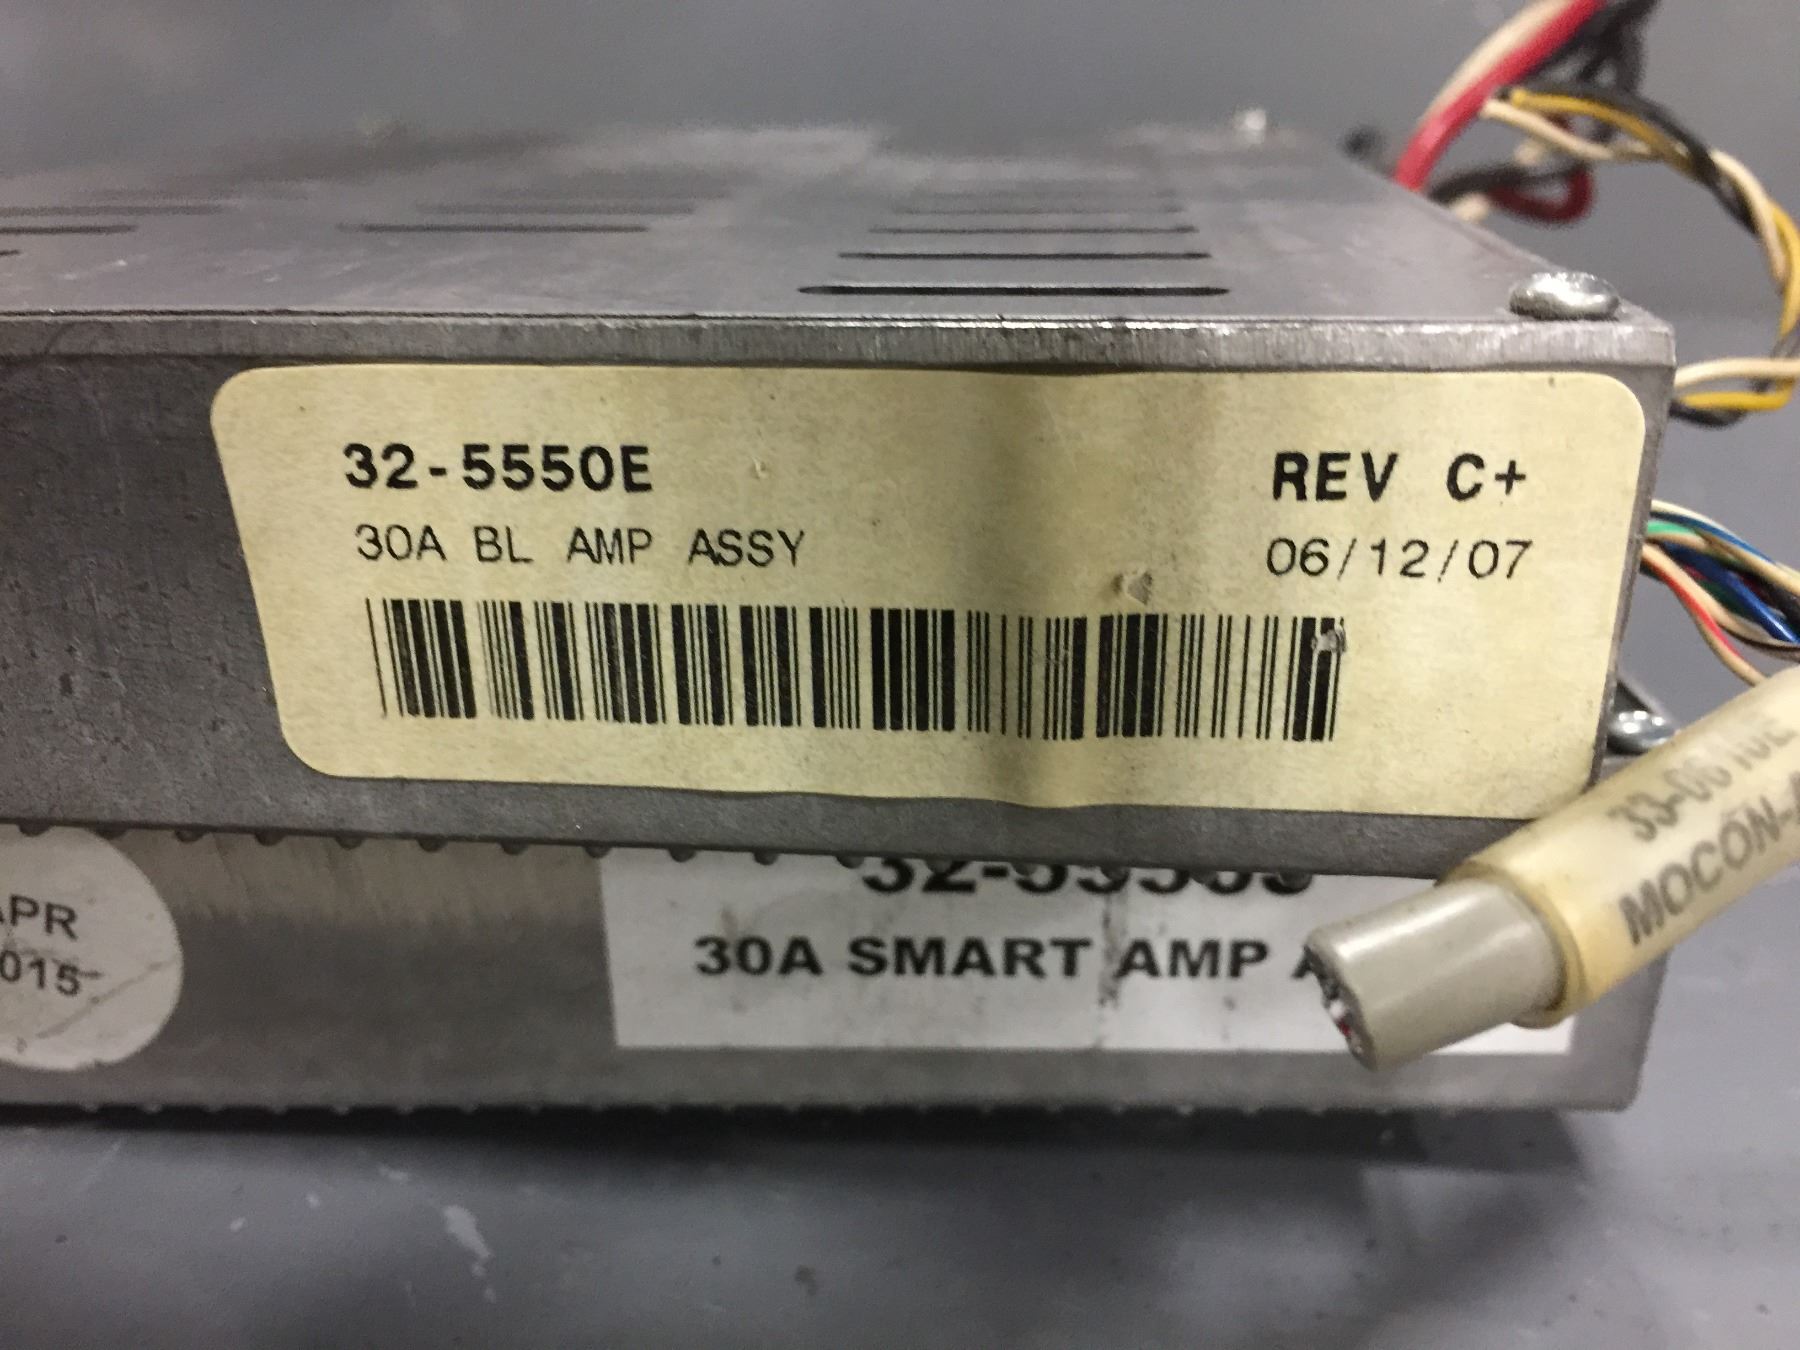 32-5550E REV C+
30A BL AMP ASSY 06/12/07
30A SMART AMP
APR
015
MOCON-